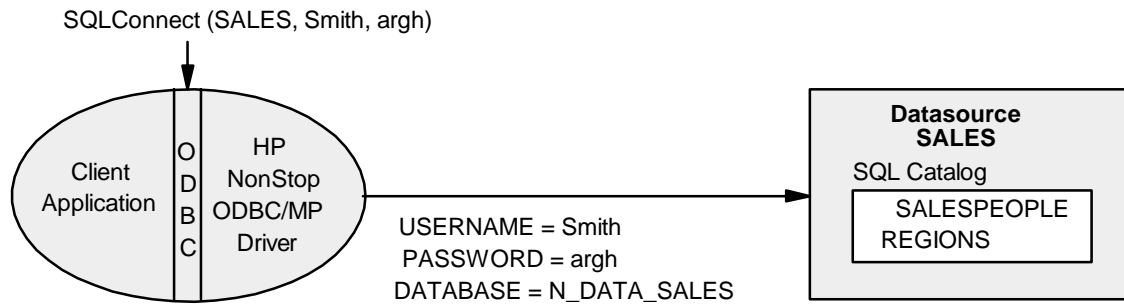 SQLConnect (SALES, Smith, argh)
Client
Application
O
D
B
C
HP
NonStop
ODBC/MP
Driver
USERNAME = Smith
PASSWORD = argh
DATABASE = N_DATA_SALES
Datasource
SALES
SQL Catalog
SALESPEOPLE
REGIONS